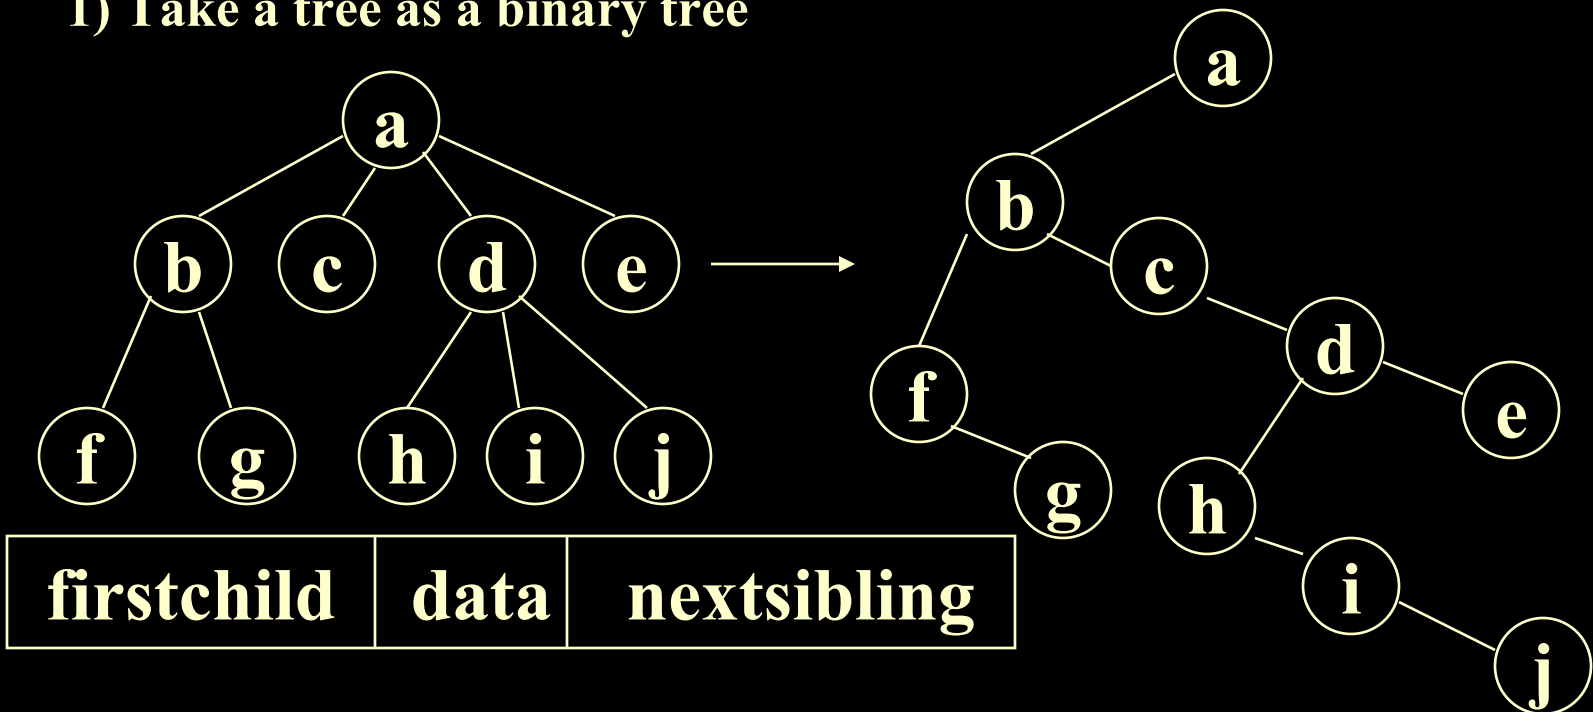 1) Take a tree as a binary tree
a
b c d e
f g h i j
firstchild data nextsibling
a
b
c
d
e
f
g
h
i
j